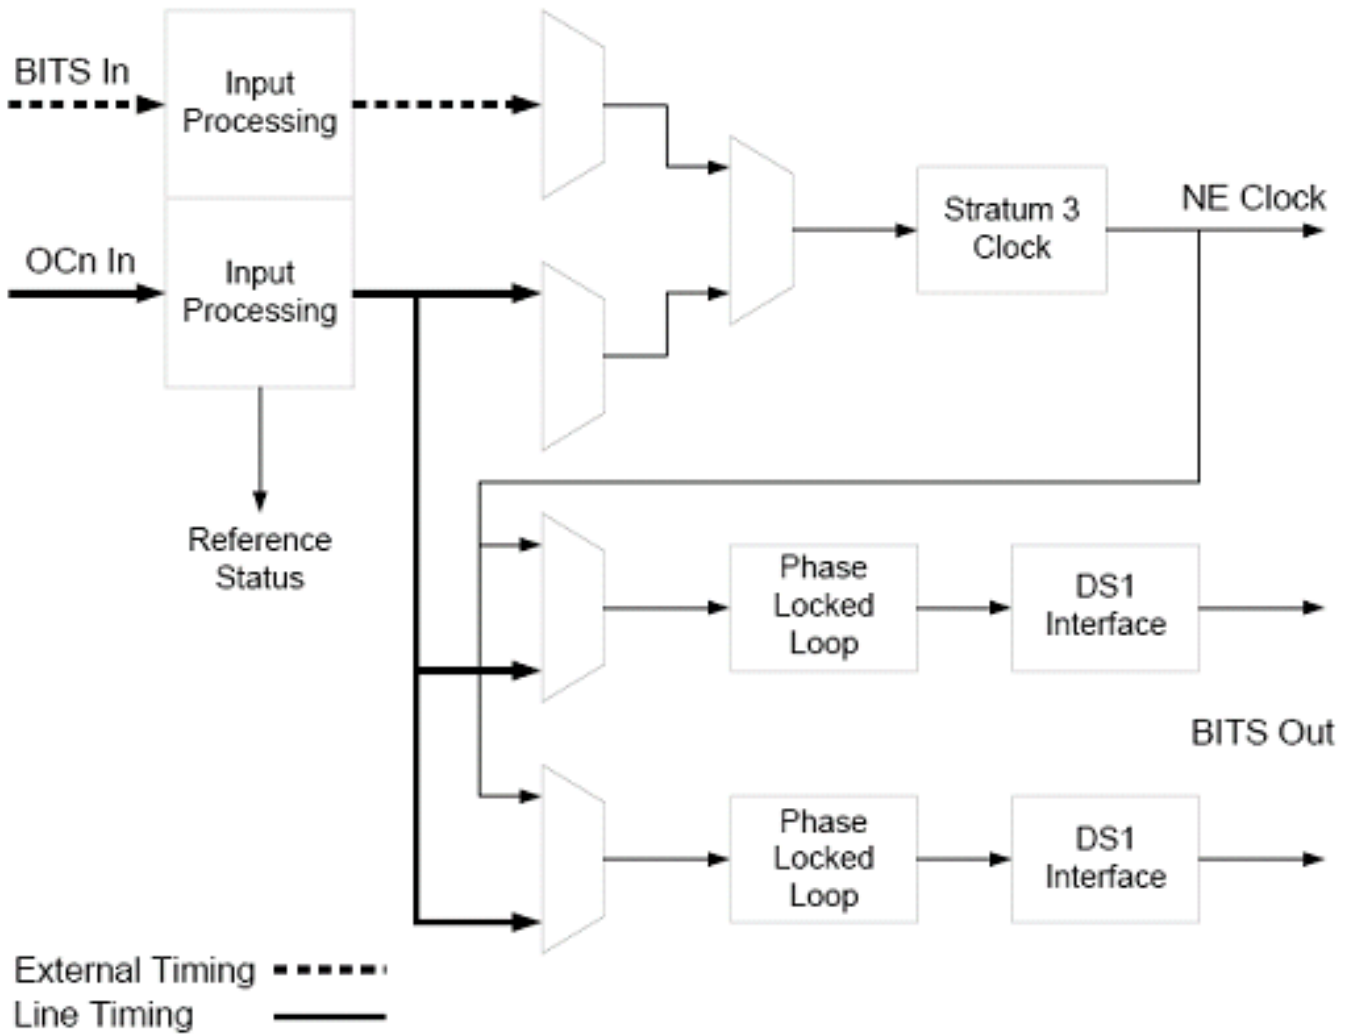 BITS In
Input
Processing
NE Clock
Stratum 3
Clock
OCn In
Input
Processing
Reference
Status
Phase
Locked
Loop
DS1
Interface
BITS Out
Phase
Locked
Loop
DS1
Interface
External Timing
Line Timing